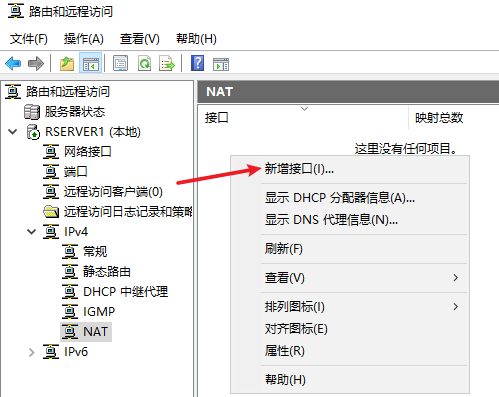 路由和远程访问
文件(F) 操作(A) 查看(V) 帮助(H)
路由和远程访问
服务器状态
RSERVER1 (本地)
网络接口
端口
远程访问客户端(0)
远程访问日志记录和策略
IPv4
常规
静态路由
DHCP 中继代理
IGMP
NAT
IPv6
NAT
接口 映射总数
这里没有任何项目。
新增接口(I)...
显示 DHCP 分配器信息(A)...
显示 DNS 代理信息(N)...
刷新(F)
查看(V)
排列图标(I)
对齐图标(E)
属性(R)
帮助(H)